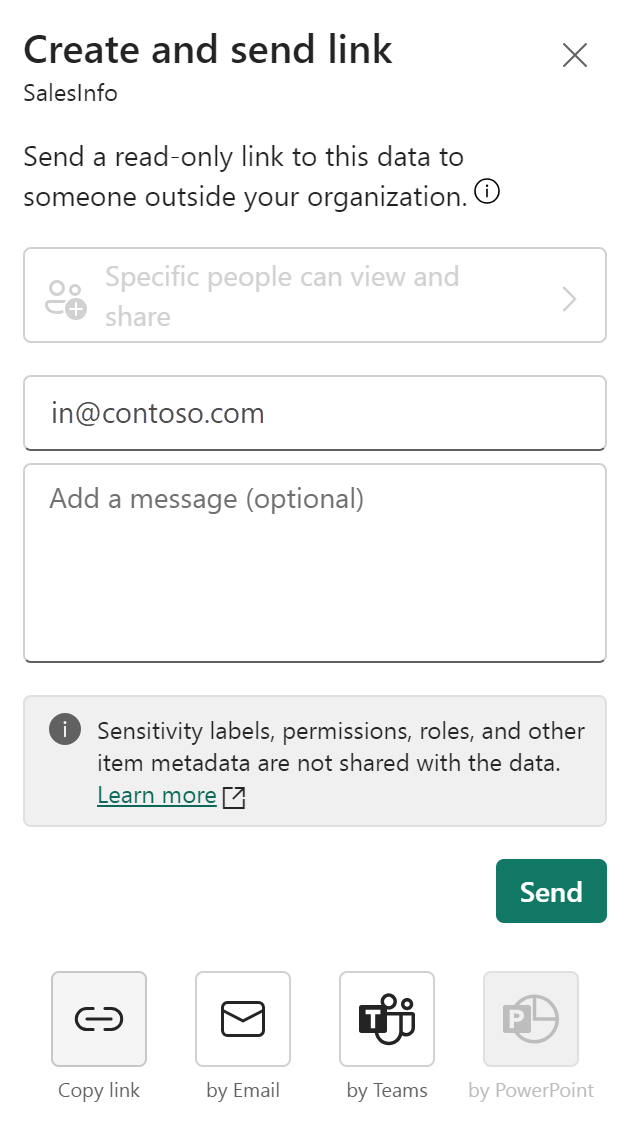 Create and send link
SalesInfo
Send a read-only link to this data to
someone outside your organization.
Specific people can view and
share
in@contoso.com
Add a message (optional)
Sensitivity labels, permissions, roles, and other
item metadata are not shared with the data.
Learn more
Send
Copy link
by Email
by Teams
by PowerPoint